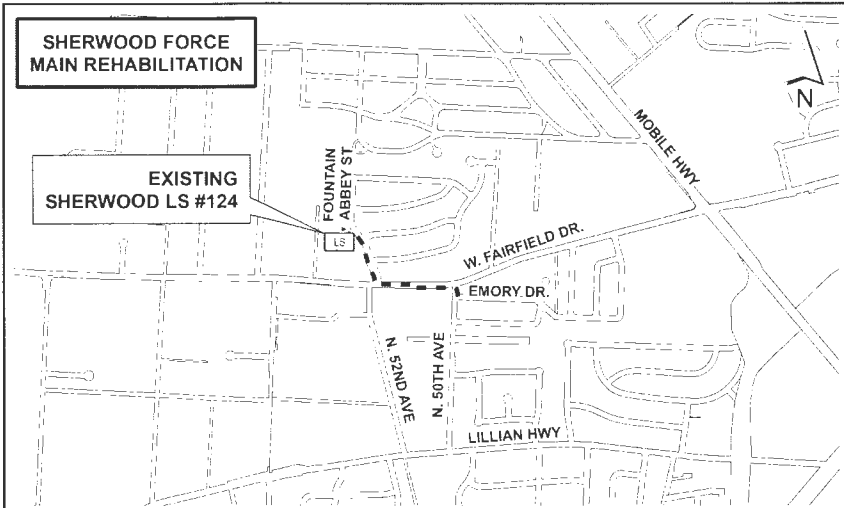 SHERWOOD FORCE
MAIN REHABILITATION
N
MOBILE HWY
EXISTING
SHERWOOD LS #124
FOUNTAIN
ABBEY ST
LS
W. FAIRFIELD DR.
EMORY DR.
N. 52ND AVE
N. 50TH AVE
LILLIAN HWY